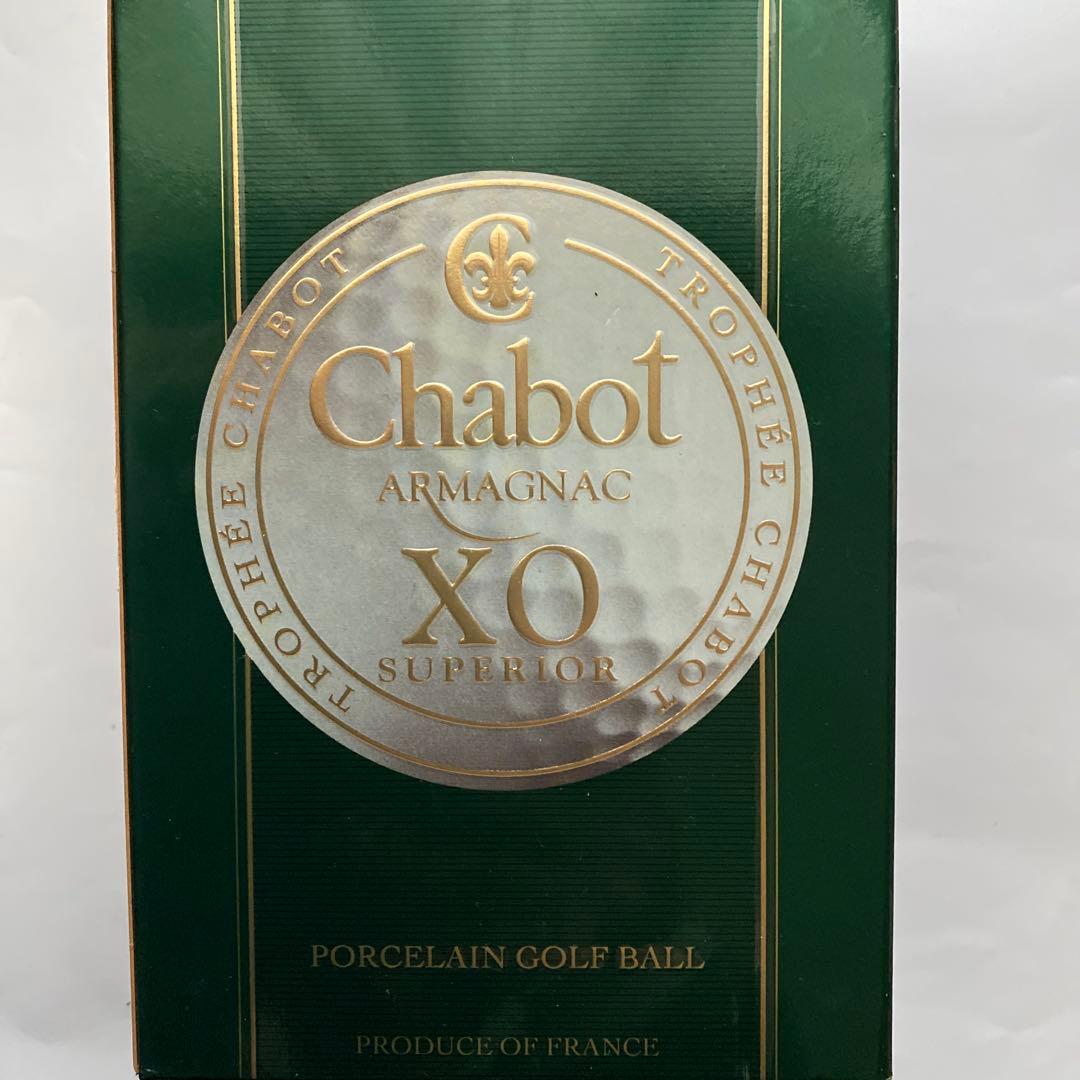 C
TROPHÉE CHABOT
TROPHÉE CHABOT
Chabot
ARMAGNAC
XO
SUPERIOR
PORCELAIN GOLF BALL
PRODUCE OF FRANCE